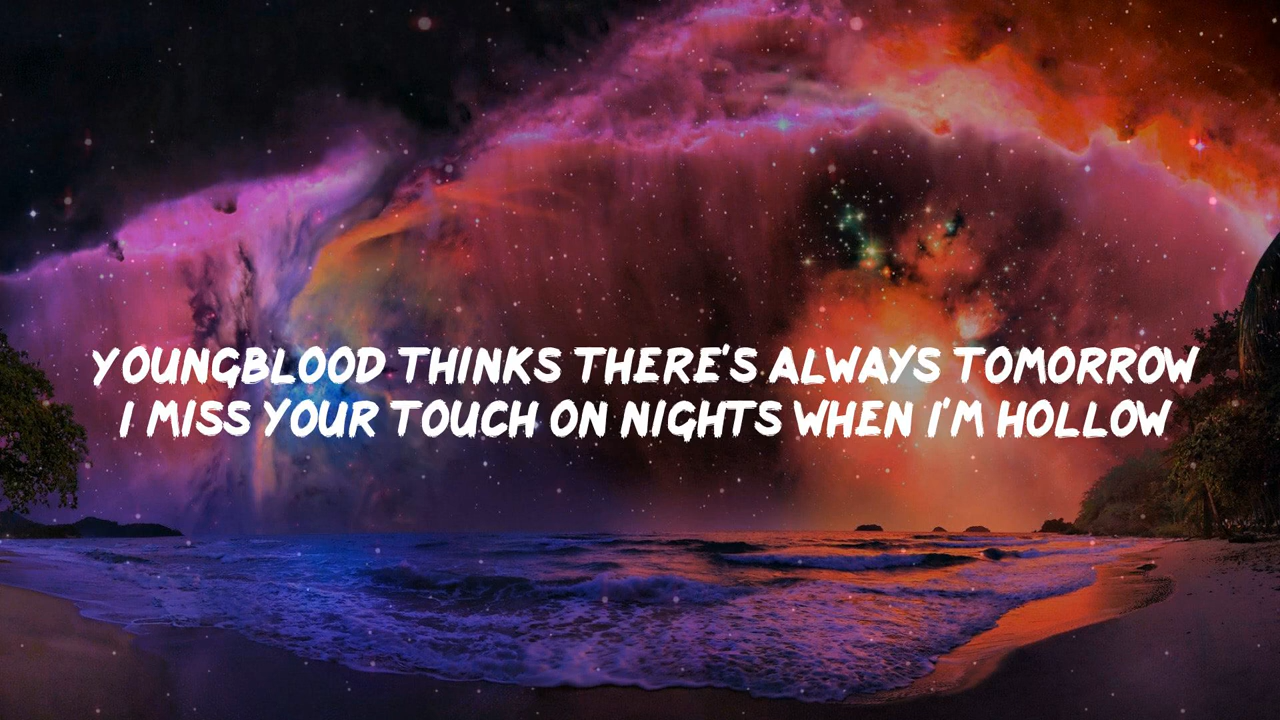 YOUNGBLOOD THINKS THERE'S ALWAYS TOMORROW
I MISS YOUR TOUCH ON NIGHTS WHEN I'M HOLLOW